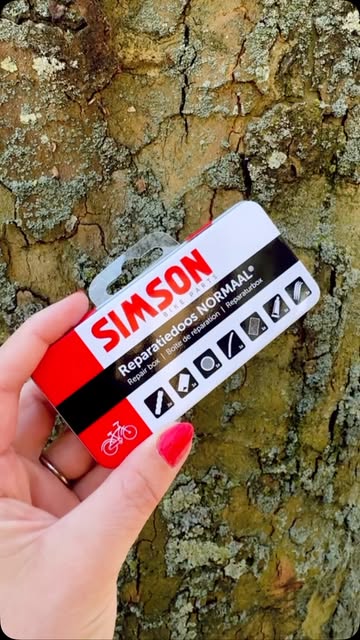 SIMSON
BIKE PARTS
Reparatiedoos NORMAAL®
Repair box | Boîte de réparation | Reparaturbox